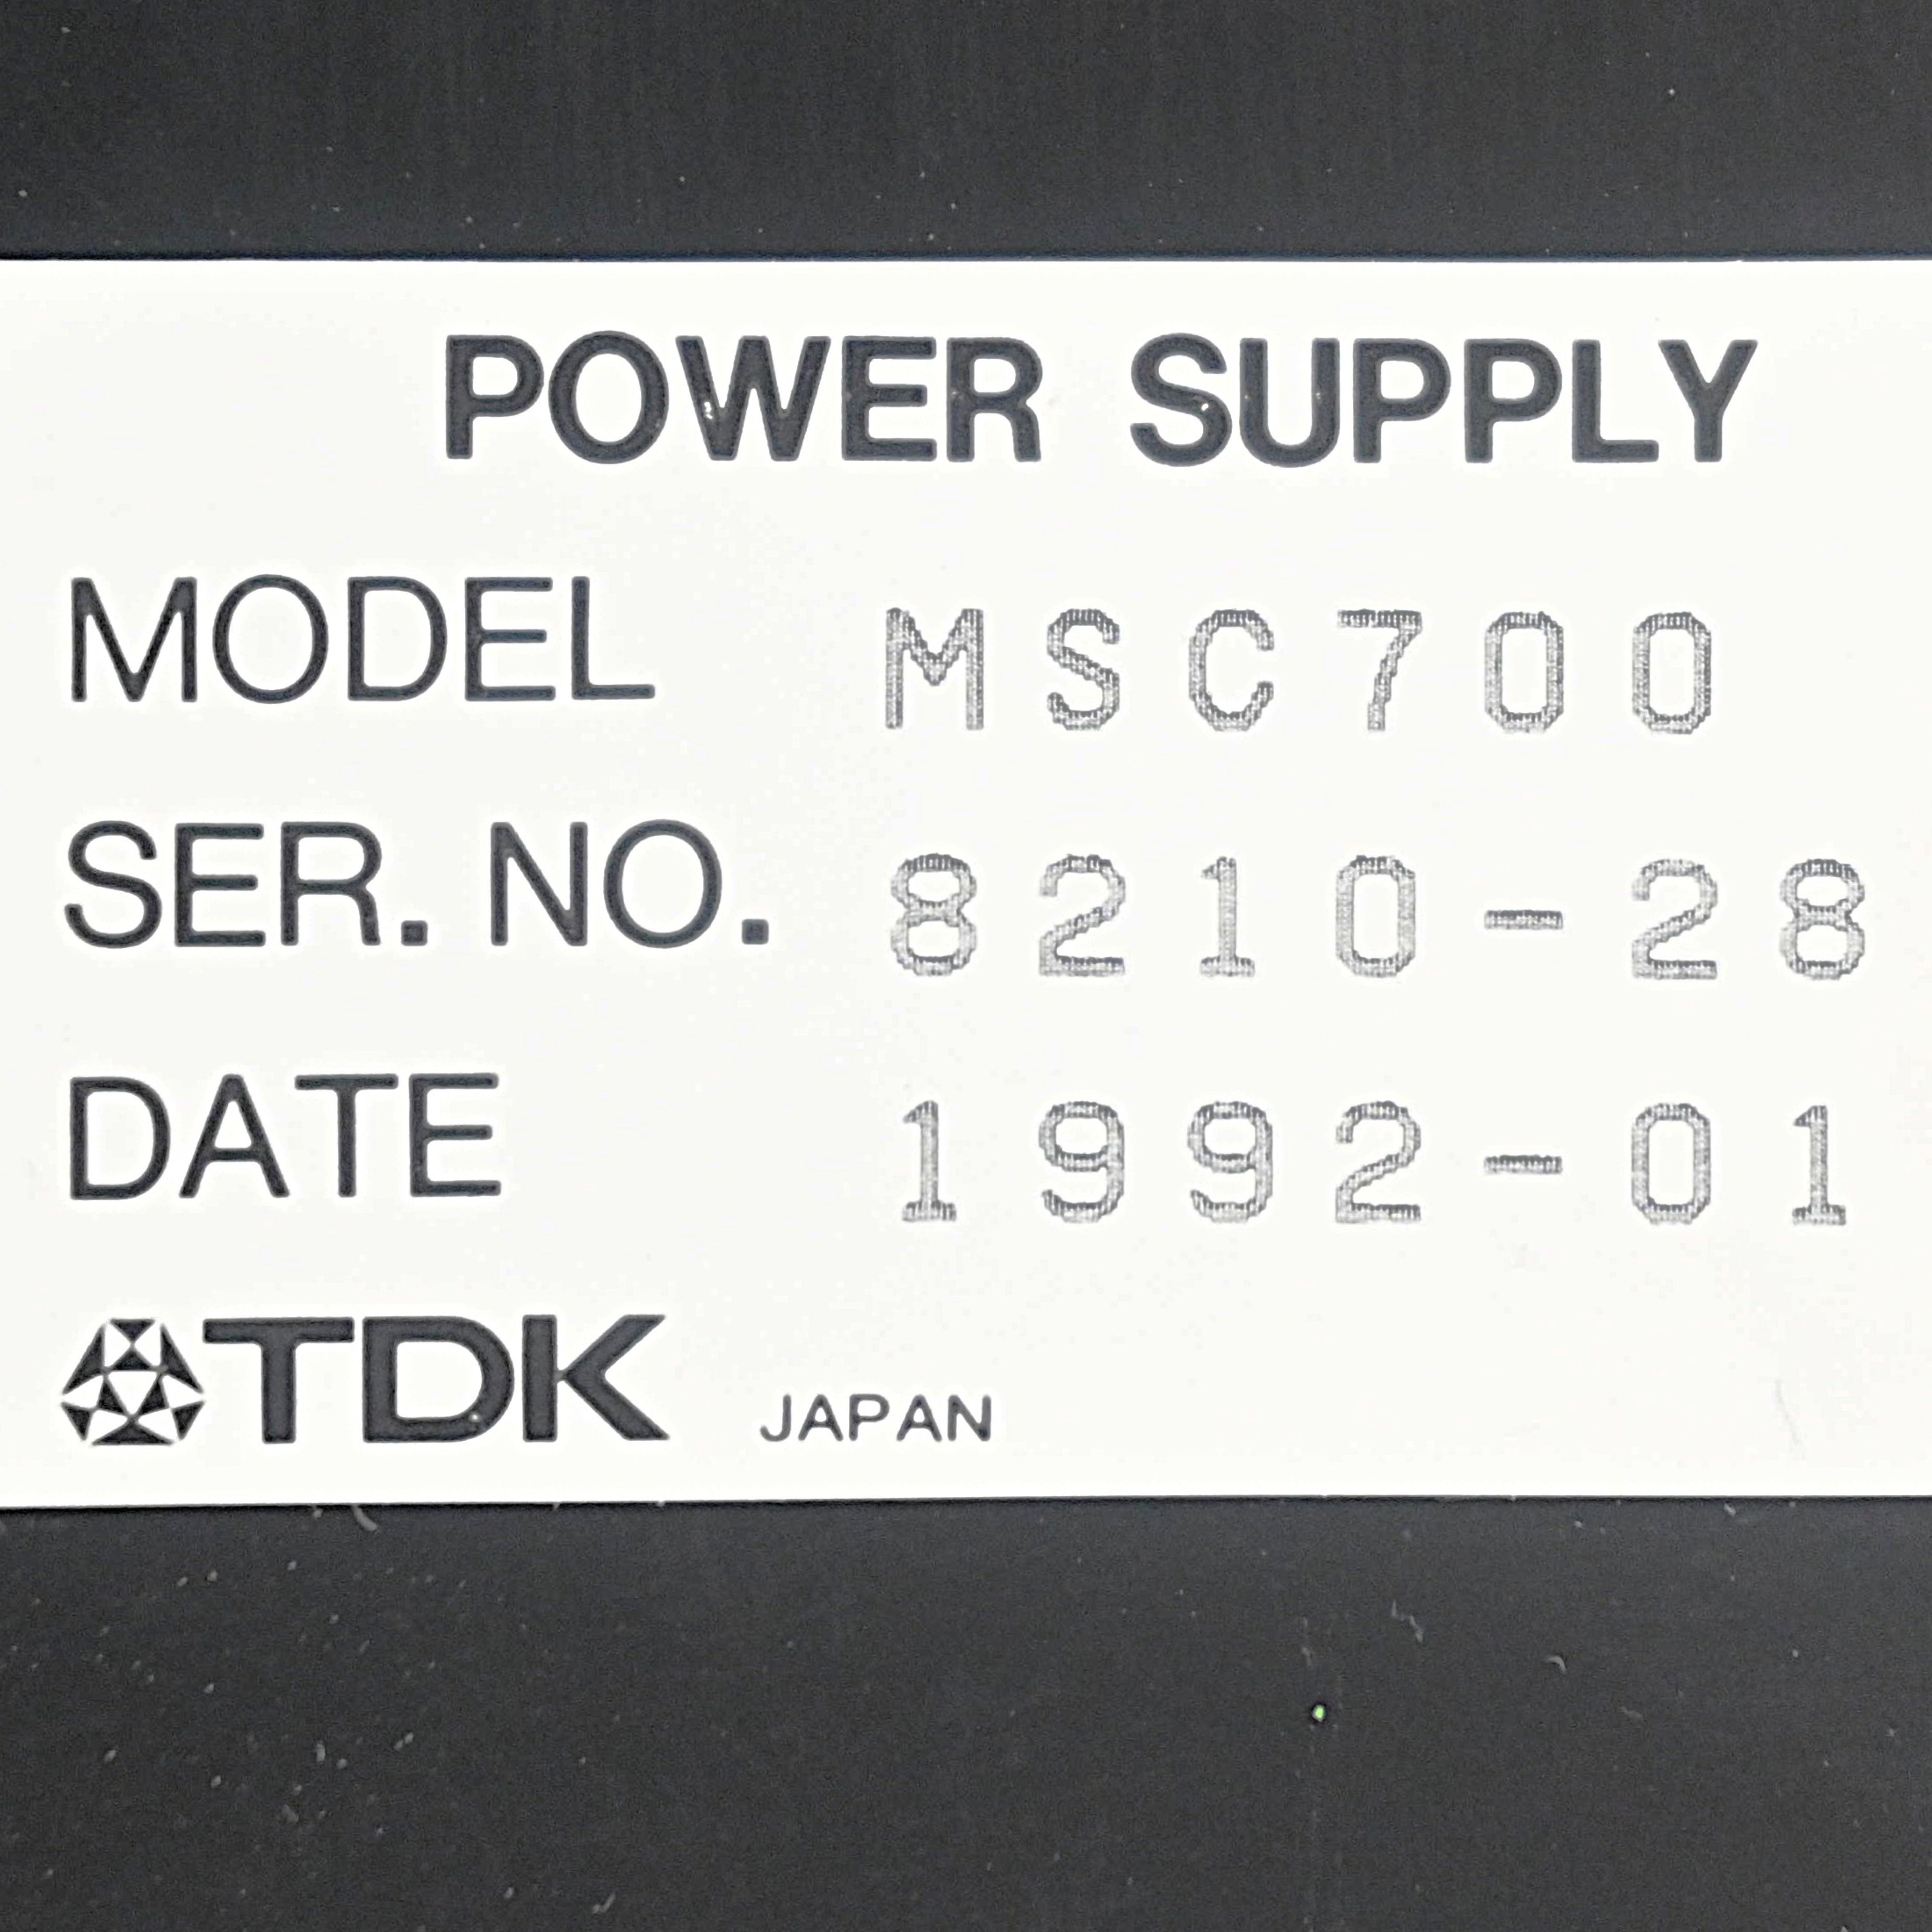 POWER SUPPLY
MODEL MSC700
SER. NO. 8210-28
DATE 1992-01
TDK JAPAN